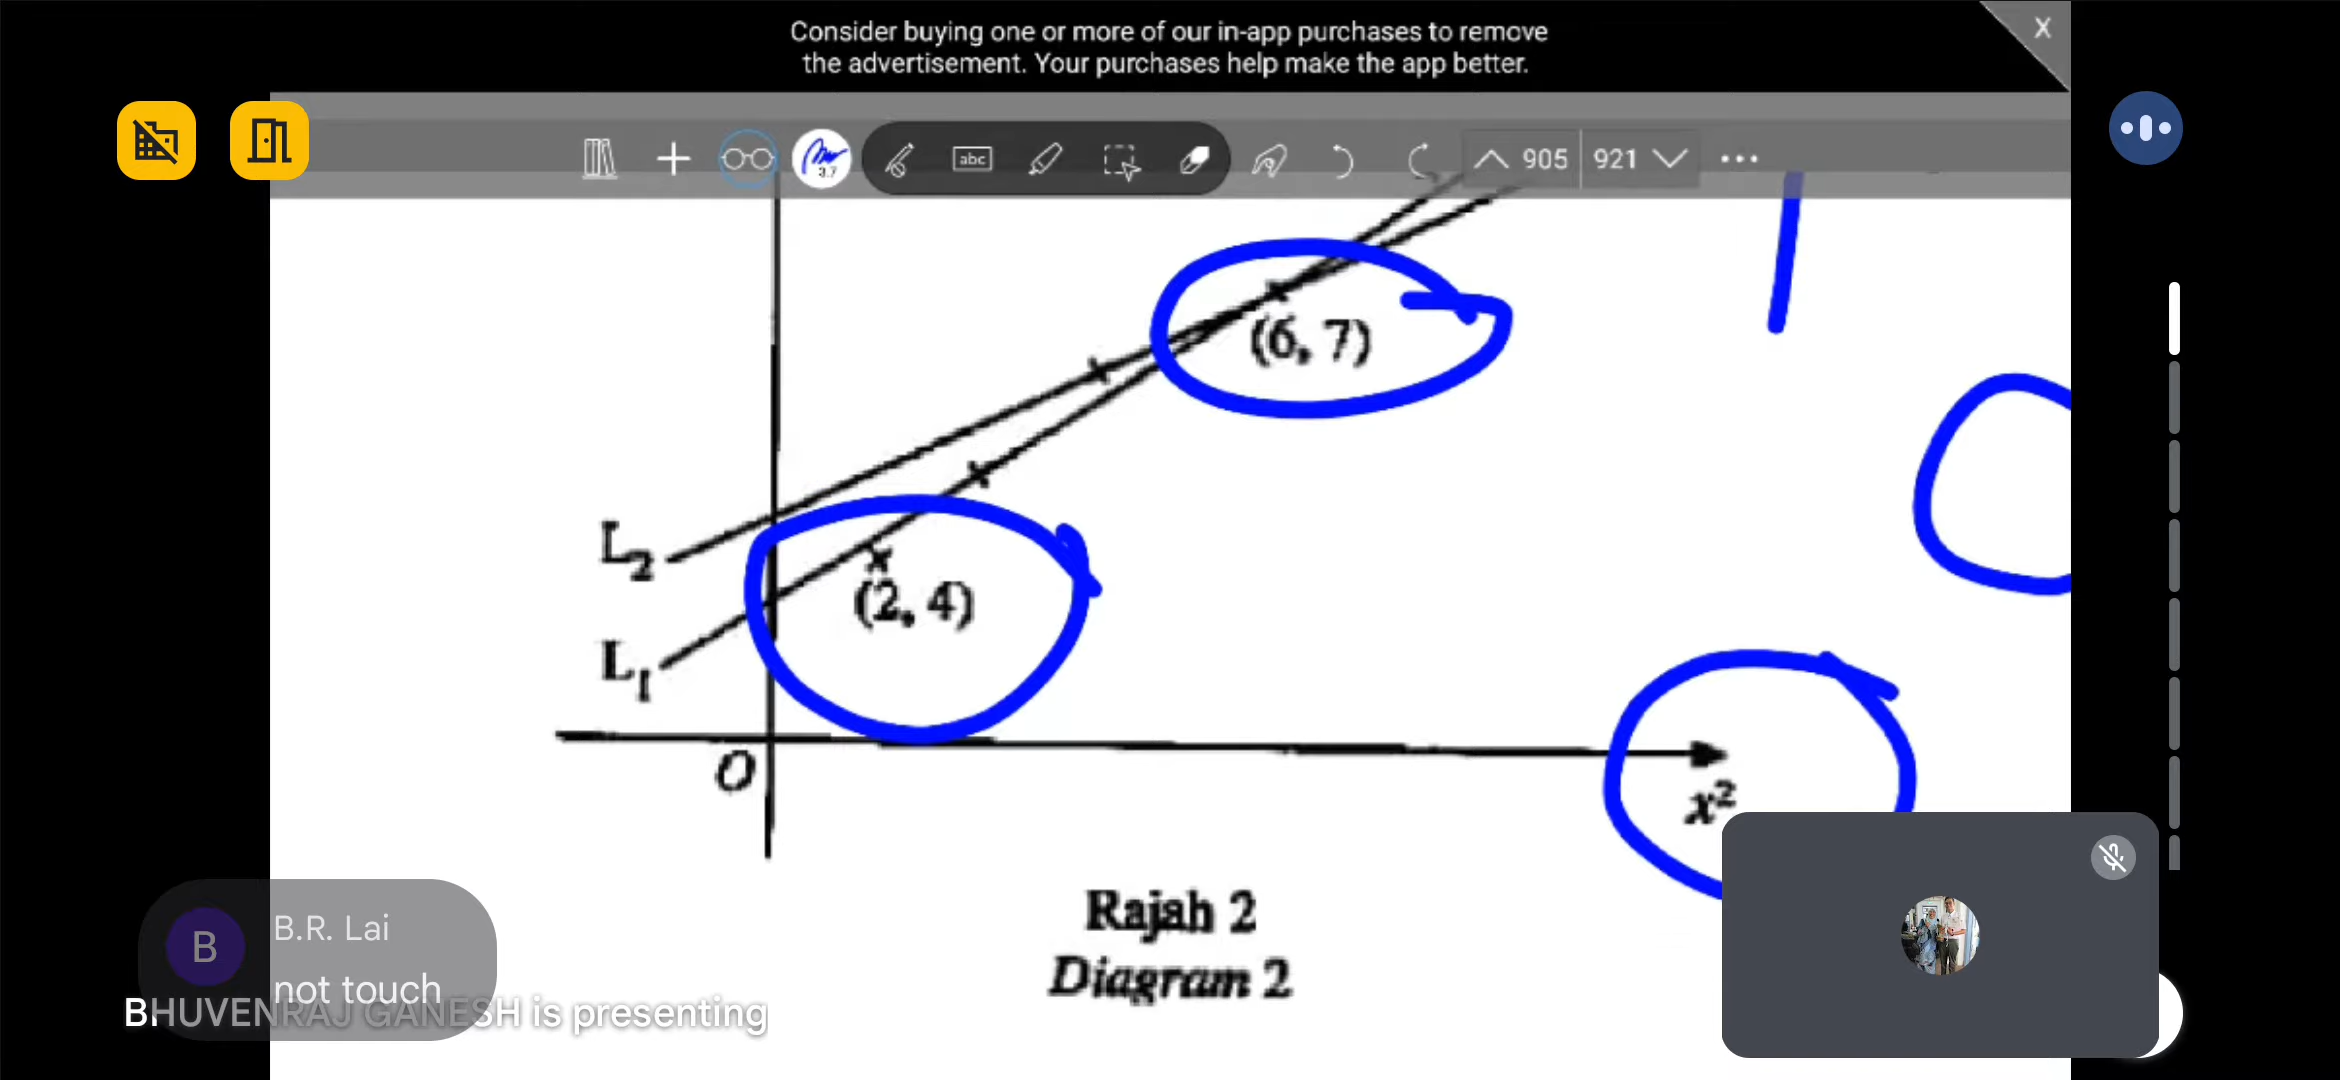 Consider buying one or more of our in-app purchases to remove
the advertisement. Your purchases help make the app better.
X
3.7
abc
905
921
(6, 7)
L2
(2, 4)
L1
O
x²
Rajah 2
Diagram 2
B
B.R. Lai
not touch
BHUVENRAJ GANESH is presenting